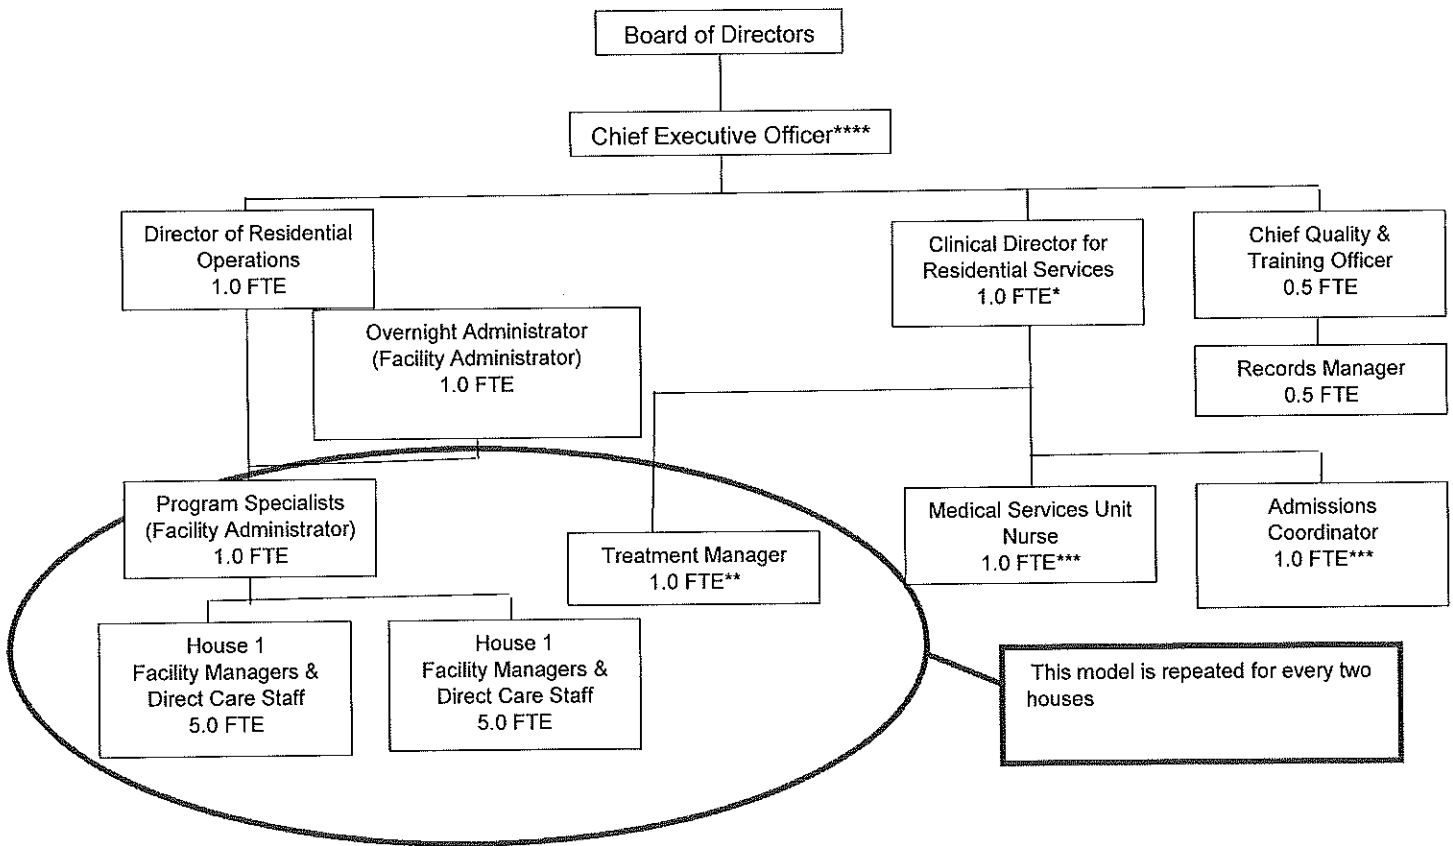 Board of Directors
Chief Executive Officer****
Director of Residential
Operations
1.0 FTE
Clinical Director for
Residential Services
1.0 FTE*
Chief Quality &
Training Officer
0.5 FTE
Overnight Administrator
(Facility Administrator)
1.0 FTE
Records Manager
0.5 FTE
Program Specialists
(Facility Administrator)
1.0 FTE
Treatment Manager
1.0 FTE**
Medical Services Unit
Nurse
1.0 FTE***
Admissions
Coordinator
1.0 FTE***
House 1
Facility Managers &
Direct Care Staff
5.0 FTE
House 1
Facility Managers &
Direct Care Staff
5.0 FTE
This model is repeated for every two
houses